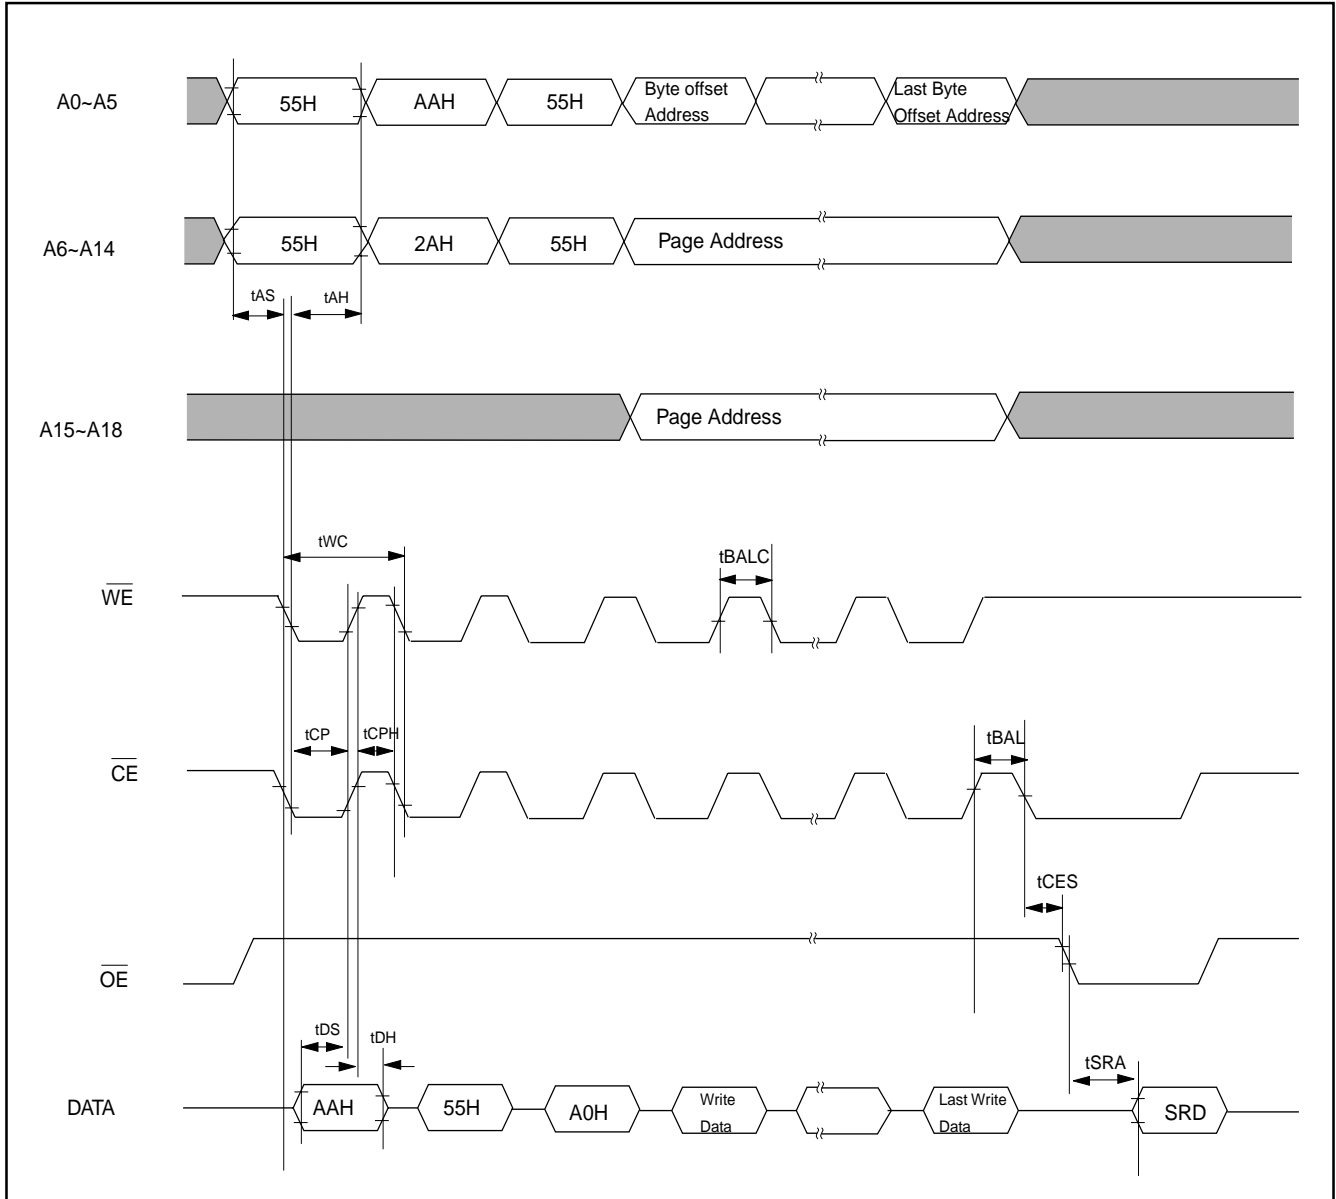 A0~A5
55H
AAH
55H
Byte offset
Address
Last Byte
Offset Address
A6~A14
55H
2AH
55H
Page Address
tAS
tAH
A15~A18
Page Address
tWC
tBALC
WE
tCP
tCPH
tBAL
CE
tCES
OE
tDS
tDH
tSRA
DATA
AAH
55H
A0H
Write
Data
Last Write
Data
SRD